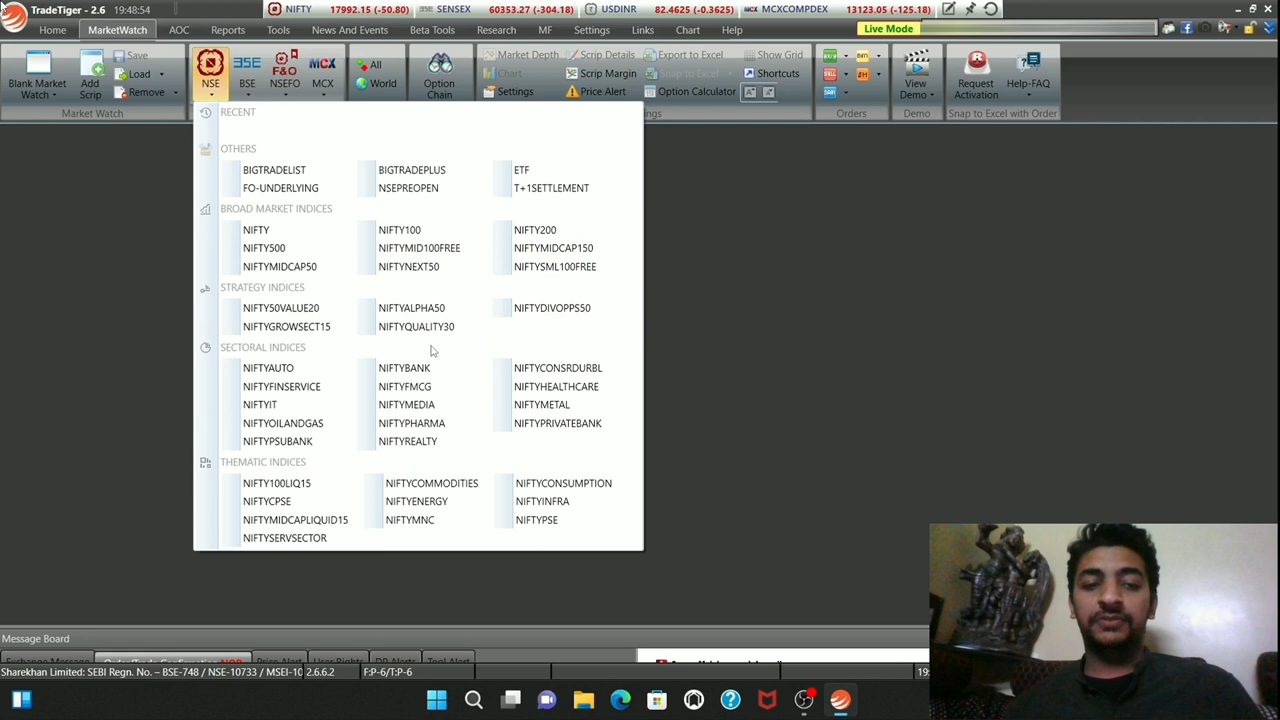 TradeTiger - 2.6 19:48:54 NIFTY 17992.15 (-50.80) SENSEX 60353.27 (-304.18) USDINR 82.4625 (-0.3625) MCXCOMPDEX 13123.05 (-125.18)
Home MarketWatch AOC Reports Tools News And Events Beta Tools Research MF Settings Links Chart Help Live Mode
Blank Market Watch
Add Scrip
Save
Load
Remove
NSE
BSE
F&O NSEFO
MCX
All
World
Option Chain
Market Depth Scrip Details Export to Excel Show Grid
Chart Scrip Margin Snap to Excel Shortcuts
Settings Price Alert Option Calculator
View Demo
Request Activation
Help-FAQ
Market Watch
Orders Demo Snap to Excel with Order
RECENT
OTHERS
BIGTRADELIST BIGTRADEPLUS ETF
FO-UNDERLYING NSEPREOPEN T+1SETTLEMENT
BROAD MARKET INDICES
NIFTY NIFTY100 NIFTY200
NIFTY500 NIFTYMID100FREE NIFTYMIDCAP150
NIFTYMIDCAP50 NIFTYNEXT50 NIFTYSML100FREE
STRATEGY INDICES
NIFTY50VALUE20 NIFTYALPHA50 NIFTYDIVOPPS50
NIFTYGROWSECT15 NIFTYQUALITY30
SECTORAL INDICES
NIFTYAUTO NIFTYBANK NIFTYCONSRDURBL
NIFTYFINSERVICE NIFTYFMCG NIFTYHEALTHCARE
NIFTYIT NIFTYMEDIA NIFTYMETAL
NIFTYOILANDGAS NIFTYPHARMA NIFTYPRIVATEBANK
NIFTYPSUBANK NIFTYREALTY
THEMATIC INDICES
NIFTY100LIQ15 NIFTYCOMMODITIES NIFTYCONSUMPTION
NIFTYCPSE NIFTYENERGY NIFTYINFRA
NIFTYMIDCAPLIQUID15 NIFTYMNC NIFTYPSE
NIFTYSERVSECTOR
Message Board
Sharekhan Limited: SEBI Regn. No – BSE-748 / NSE-10733 / MSEI-10 2.6.6.2 F:P-6/T:P-6 19: